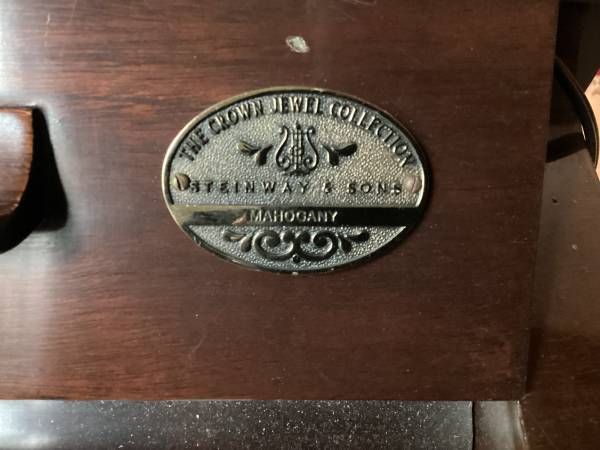 THE CROWN JEWEL COLLECTION
STEINWAY & SONS
MAHOGANY